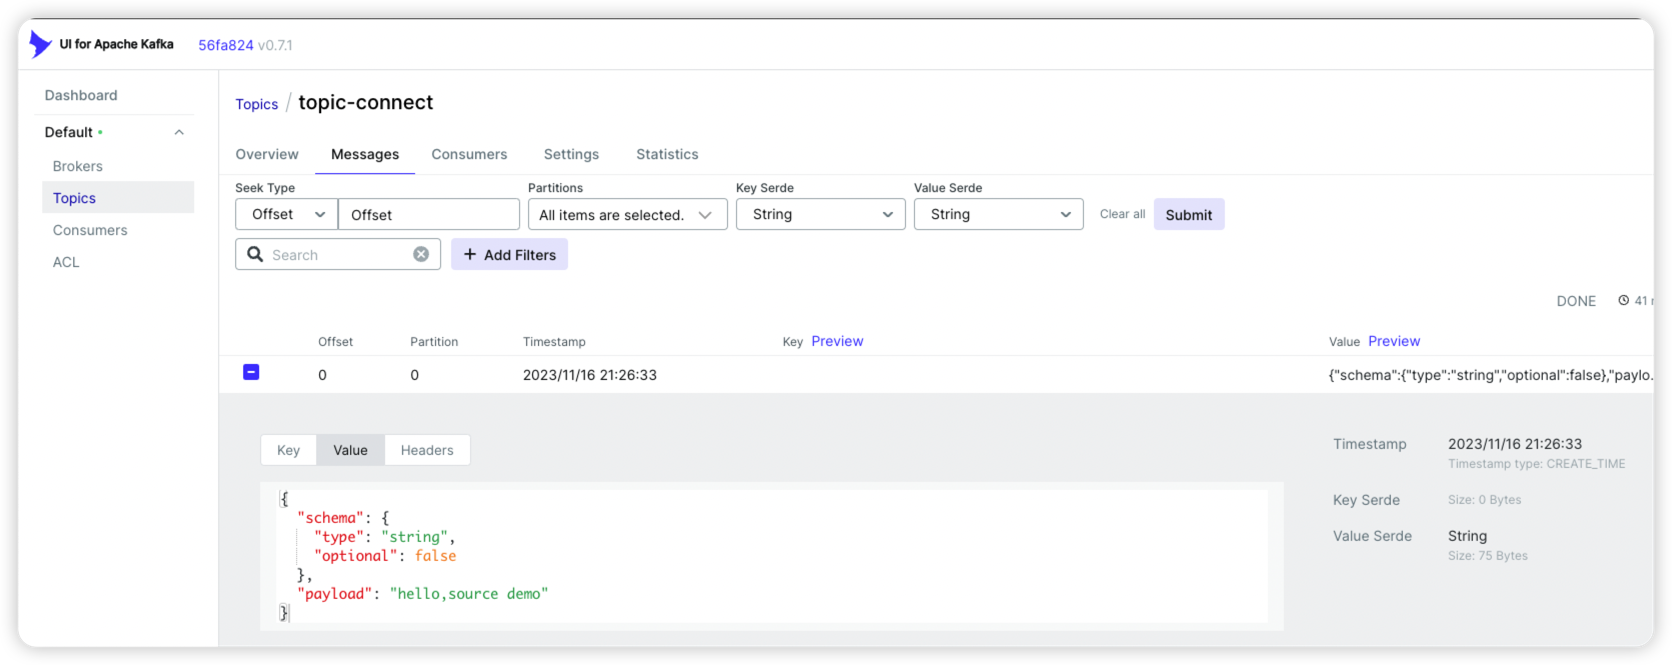 UI for Apache Kafka 56fa824 v0.7.1
Dashboard
Default
Brokers
Topics
Consumers
ACL
Topics / topic-connect
Overview Messages Consumers Settings Statistics
Seek Type Partitions Key Serde Value Serde
Offset Offset All items are selected. String String Clear all Submit
Search + Add Filters
DONE 41
Offset Partition Timestamp Key Preview Value Preview
0 0 2023/11/16 21:26:33 {"schema":{"type":"string","optional":false},"paylo...
Key Value Headers
{
"schema": {
"type": "string",
"optional": false
},
"payload": "hello,source demo"
}
Timestamp 2023/11/16 21:26:33
Timestamp type: CREATE_TIME
Key Serde Size: 0 Bytes
Value Serde String
Size: 75 Bytes